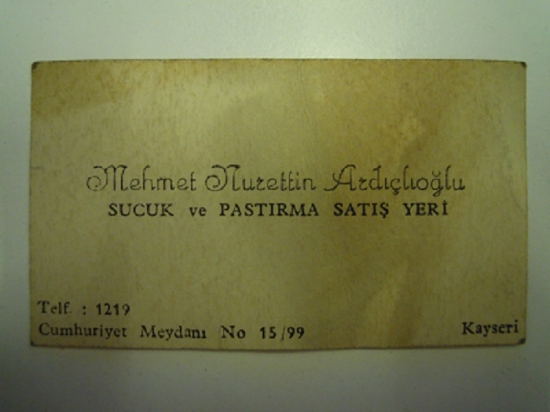 Mehmet Nurettin Ardıçlıoğlu
SUCUK ve PASTIRMA SATIŞ YERİ
Telf. : 1219
Cumhuriyet Meydanı No 15/99 Kayseri